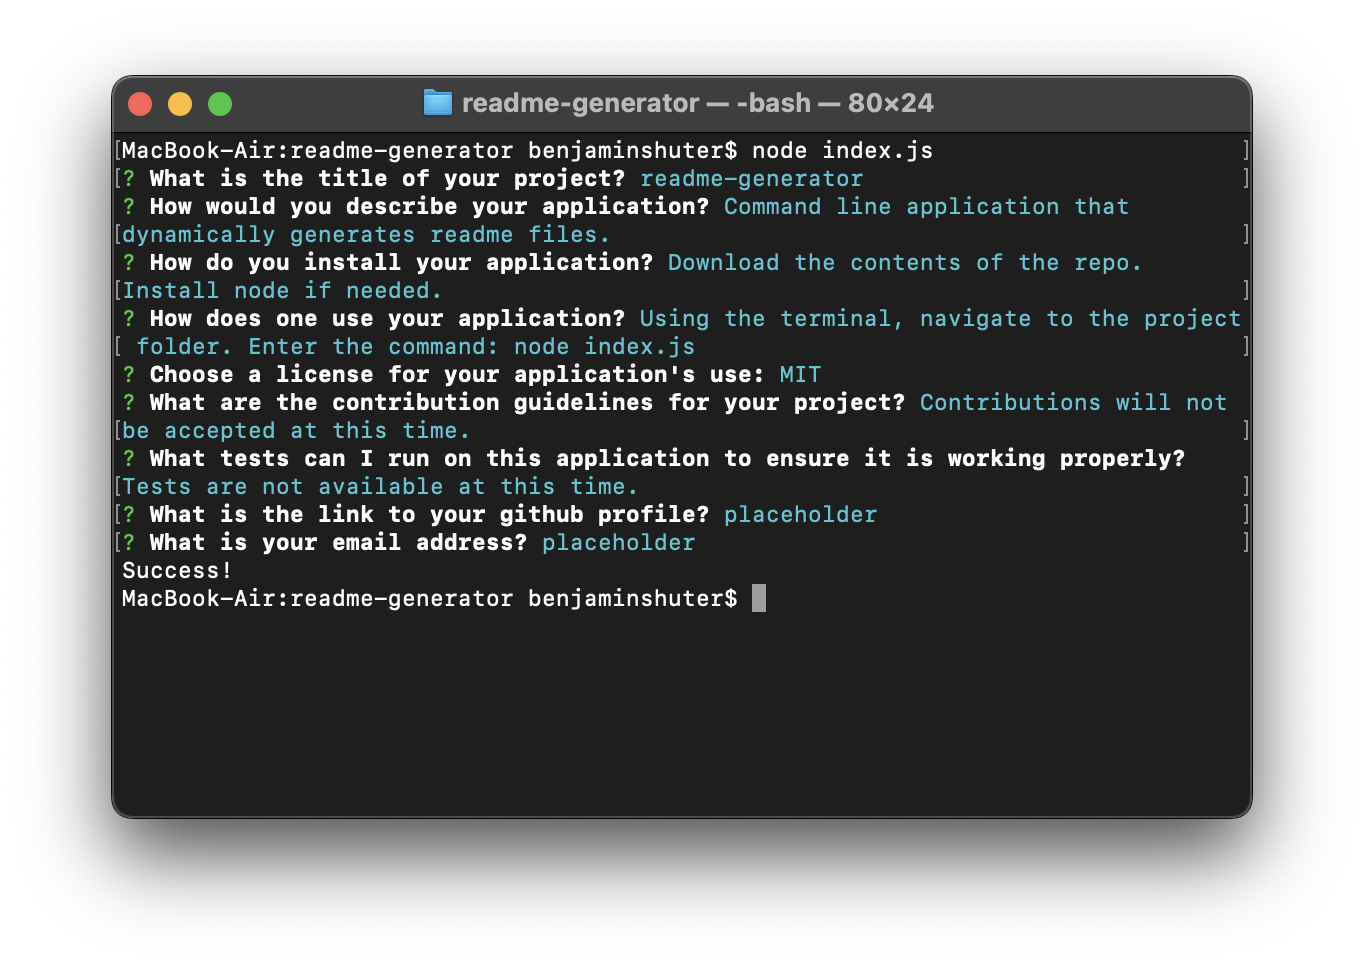 readme-generator — -bash — 80×24
[MacBook-Air:readme-generator benjaminshuter$ node index.js ]
[? What is the title of your project? readme-generator ]
? How would you describe your application? Command line application that
[dynamically generates readme files. ]
? How do you install your application? Download the contents of the repo.
[Install node if needed. ]
? How does one use your application? Using the terminal, navigate to the project
[ folder. Enter the command: node index.js ]
? Choose a license for your application's use: MIT
? What are the contribution guidelines for your project? Contributions will not
[be accepted at this time. ]
? What tests can I run on this application to ensure it is working properly?
[Tests are not available at this time. ]
[? What is the link to your github profile? placeholder ]
[? What is your email address? placeholder ]
Success!
MacBook-Air:readme-generator benjaminshuter$